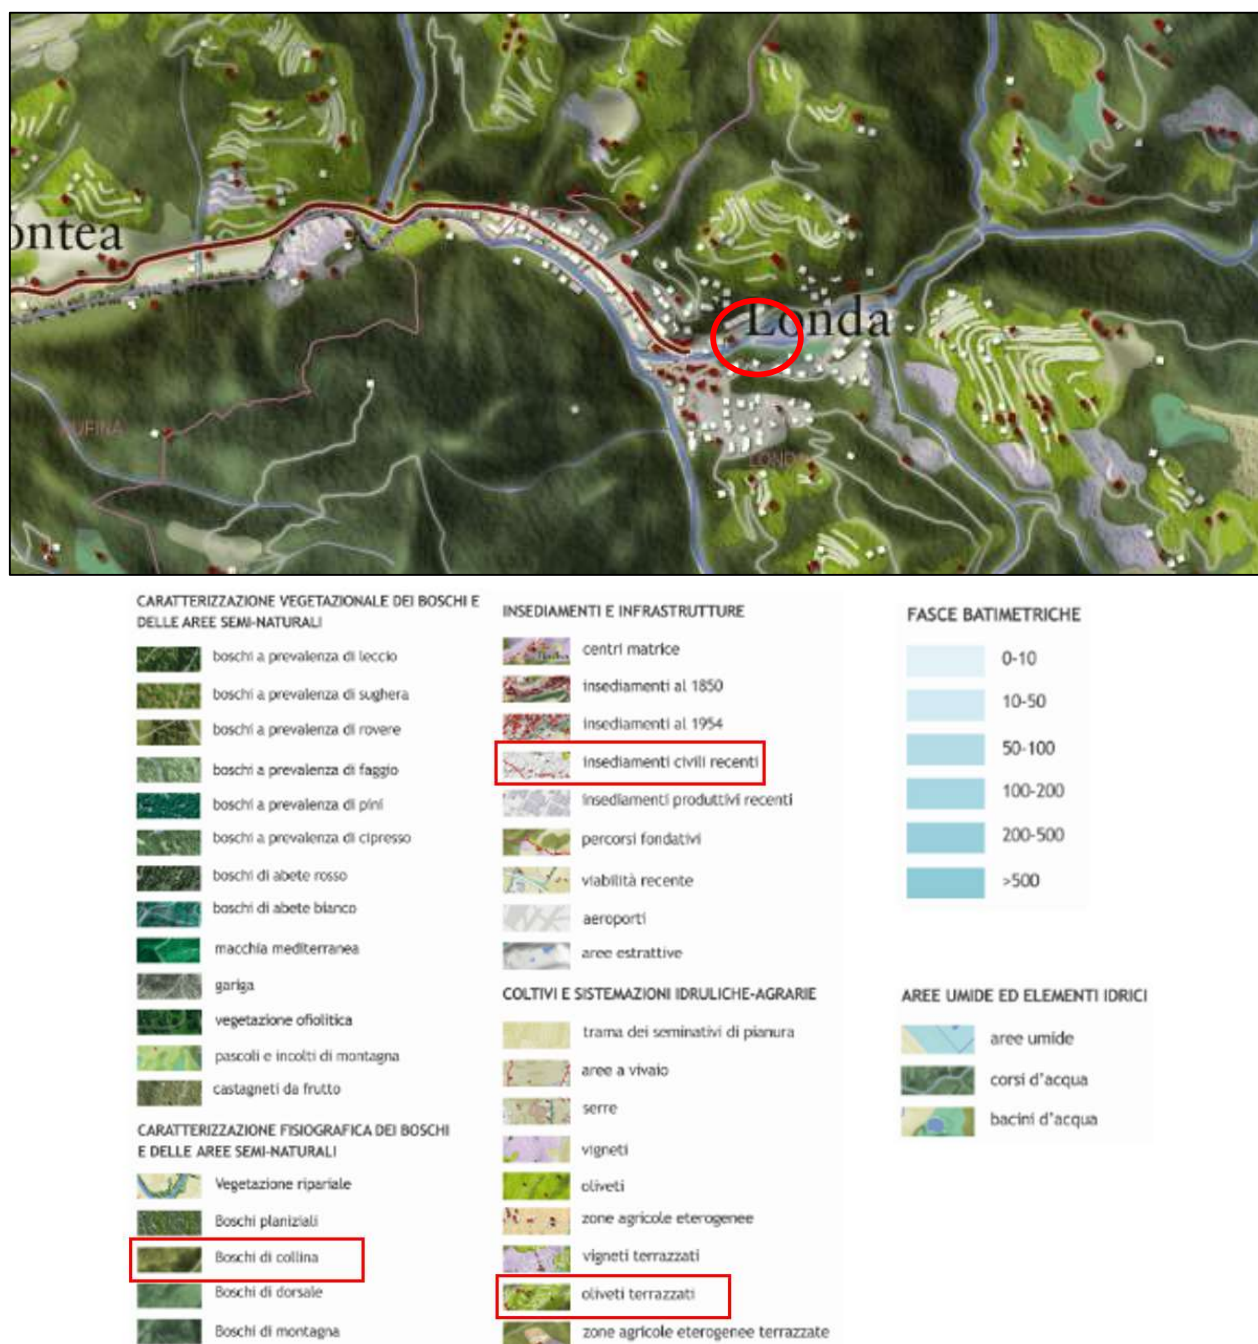 ontea
Londa
RUFINA
LONDA
CARATTERIZZAZIONE VEGETAZIONALE DEI BOSCHI E
DELLE AREE SEMI-NATURALI
boschi a prevalenza di leccio
boschi a prevalenza di sughera
boschi a prevalenza di rovere
boschi a prevalenza di faggio
boschi a prevalenza di pini
boschi a prevalenza di cipresso
boschi di abete rosso
boschi di abete bianco
macchia mediterranea
gariga
vegetazione ofiolitica
pascoli e incolti di montagna
castagneti da frutto
CARATTERIZZAZIONE FISIOGRAFICA DEI BOSCHI
E DELLE AREE SEMI-NATURALI
Vegetazione ripariale
Boschi planiziali
Boschi di collina
Boschi di dorsale
Boschi di montagna
INSEDIAMENTI E INFRASTRUTTURE
centri matrice
insediamenti al 1850
insediamenti al 1954
insediamenti civili recenti
insediamenti produttivi recenti
percorsi fondativi
viabilità recente
aeroporti
aree estrattive
COLTIVI E SISTEMAZIONI IDRULICHE-AGRARIE
trama dei seminativi di pianura
aree a vivaio
serre
vigneti
oliveti
zone agricole eterogenee
vigneti terrazzati
oliveti terrazzati
zone agricole eterogenee terrazzate
FASCE BATIMETRICHE
0-10
10-50
50-100
100-200
200-500
>500
AREE UMIDE ED ELEMENTI IDRICI
aree umide
corsi d'acqua
bacini d'acqua